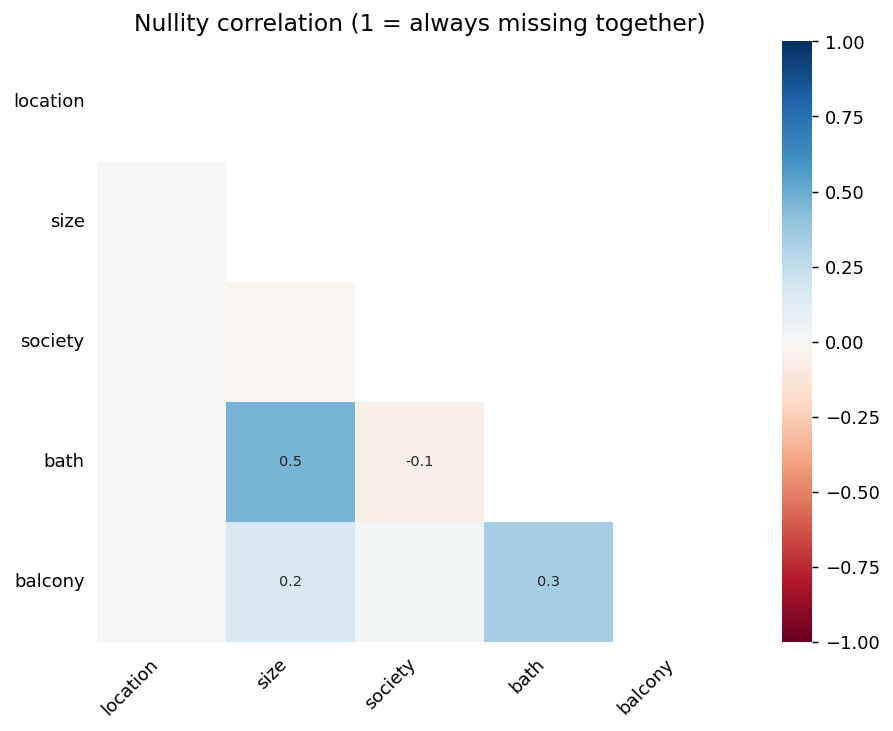 Nullity correlation (1 = always missing together)
location
size
society
bath
balcony
0.5
-0.1
0.2
0.3
location
size
society
bath
balcony
1.00
0.75
0.50
0.25
0.00
−0.25
−0.50
−0.75
−1.00